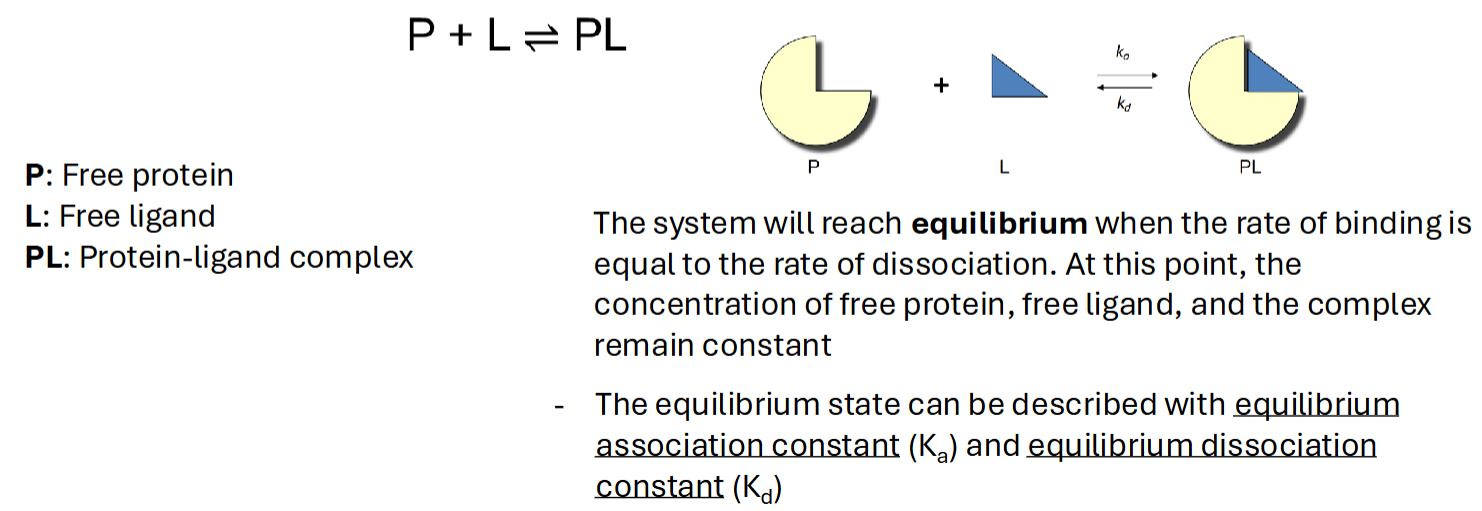 P + L ⇌ PL
+
kₐ
k_d
P
L
PL
P: Free protein
L: Free ligand
PL: Protein-ligand complex
The system will reach equilibrium when the rate of binding is
equal to the rate of dissociation. At this point, the
concentration of free protein, free ligand, and the complex
remain constant
- The equilibrium state can be described with equilibrium
association constant (Kₐ) and equilibrium dissociation
constant (K_d)